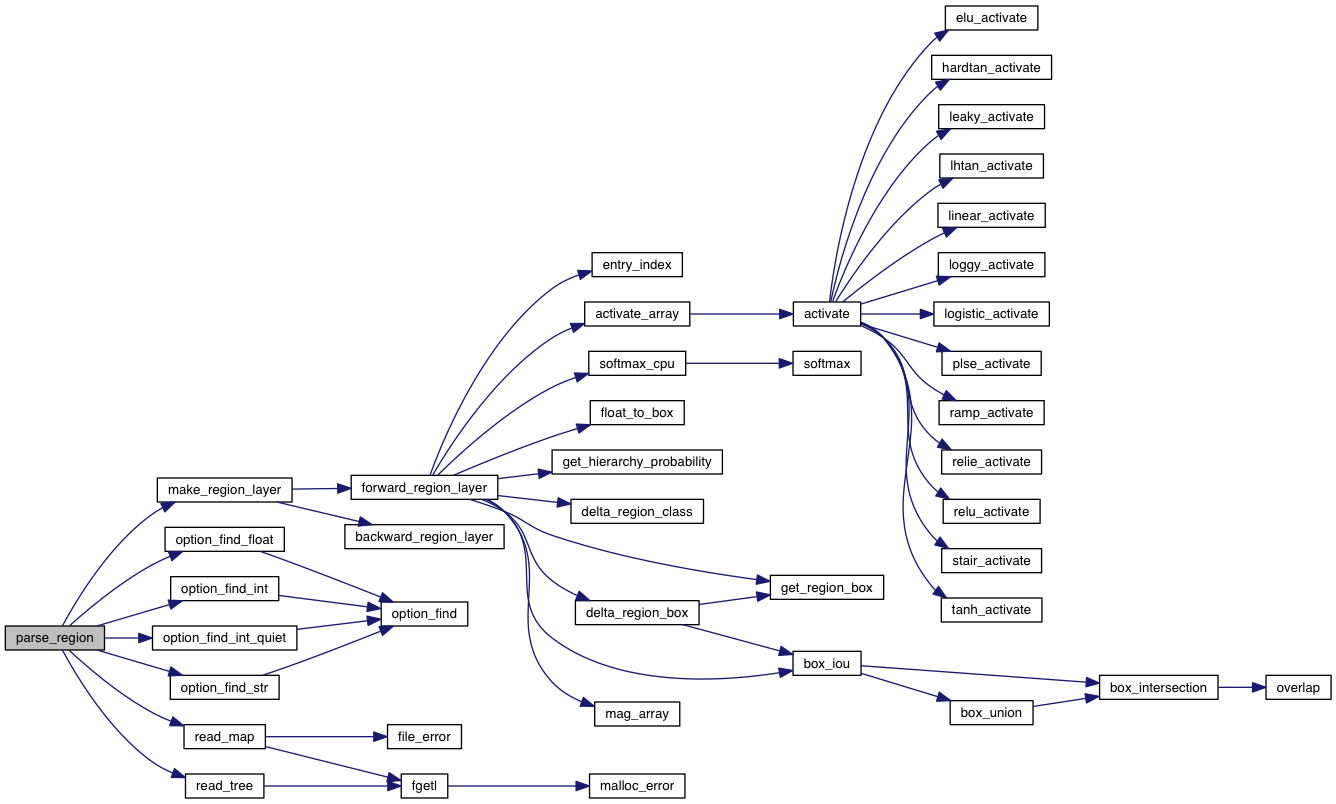 elu_activate
hardtan_activate
leaky_activate
lhtan_activate
linear_activate
entry_index
loggy_activate
activate_array
activate
logistic_activate
softmax_cpu
softmax
plse_activate
float_to_box
ramp_activate
get_hierarchy_probability
relie_activate
make_region_layer
forward_region_layer
delta_region_class
relu_activate
option_find_float
backward_region_layer
stair_activate
option_find_int
get_region_box
option_find
delta_region_box
tanh_activate
parse_region
option_find_int_quiet
box_iou
option_find_str
box_intersection
overlap
mag_array
box_union
read_map
file_error
read_tree
fgetl
malloc_error